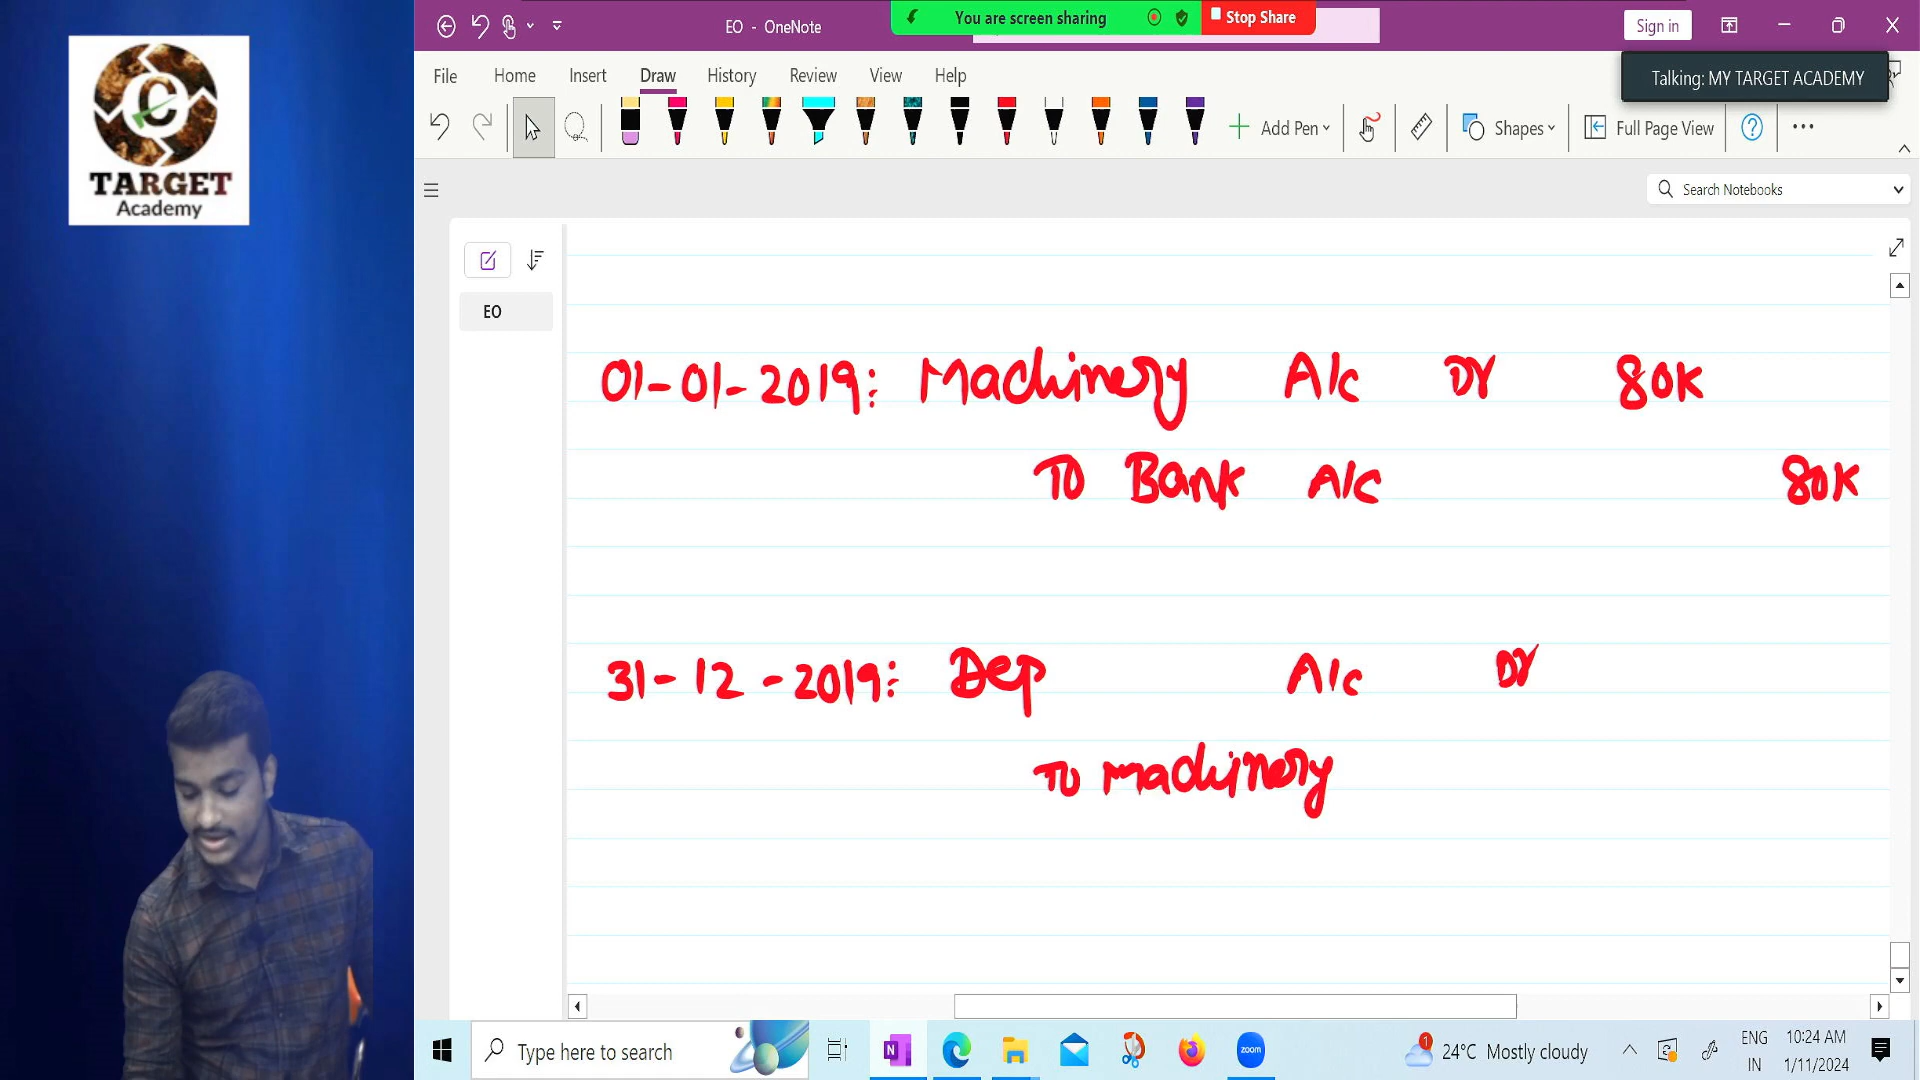 TARGET
Academy
EO - OneNote
You are screen sharing
Stop Share
Sign in
File Home Insert Draw History Review View Help
Talking: MY TARGET ACADEMY
Add Pen
Shapes
Full Page View
Search Notebooks
EO
01-01-2019: Machinery A/c Dr 80K
To Bank A/c 80K
31-12-2019: Dep A/c Dr
To machinery
Type here to search
zoom
1
24°C Mostly cloudy
ENG
IN
10:24 AM
1/11/2024